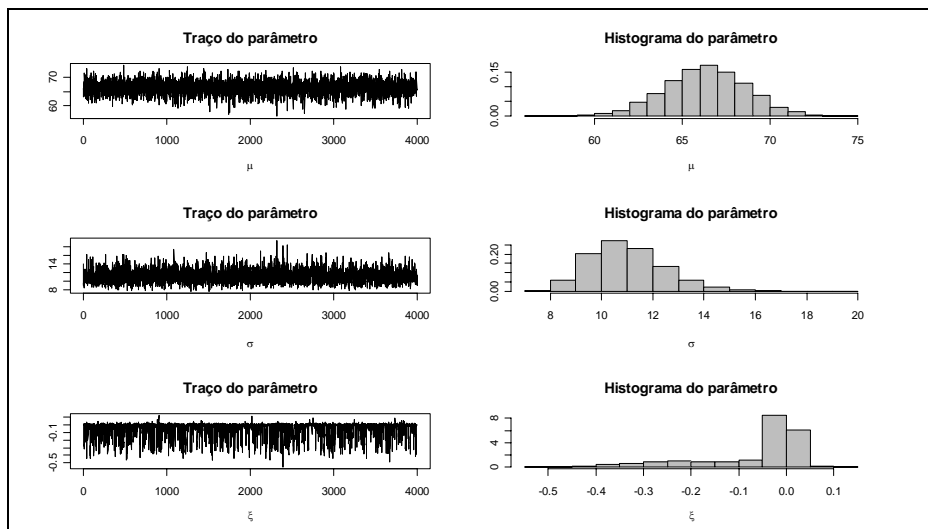 Traço do parâmetro
70
60
0 1000 2000 3000 4000
μ
Histograma do parâmetro
0.15
0.00
60 65 70 75
μ
Traço do parâmetro
14
8
0 1000 2000 3000 4000
σ
Histograma do parâmetro
0.20
0.00
8 10 12 14 16 18 20
σ
Traço do parâmetro
-0.1
-0.5
0 1000 2000 3000 4000
ξ
Histograma do parâmetro
8
4
0
-0.5 -0.4 -0.3 -0.2 -0.1 0.0 0.1
ξ